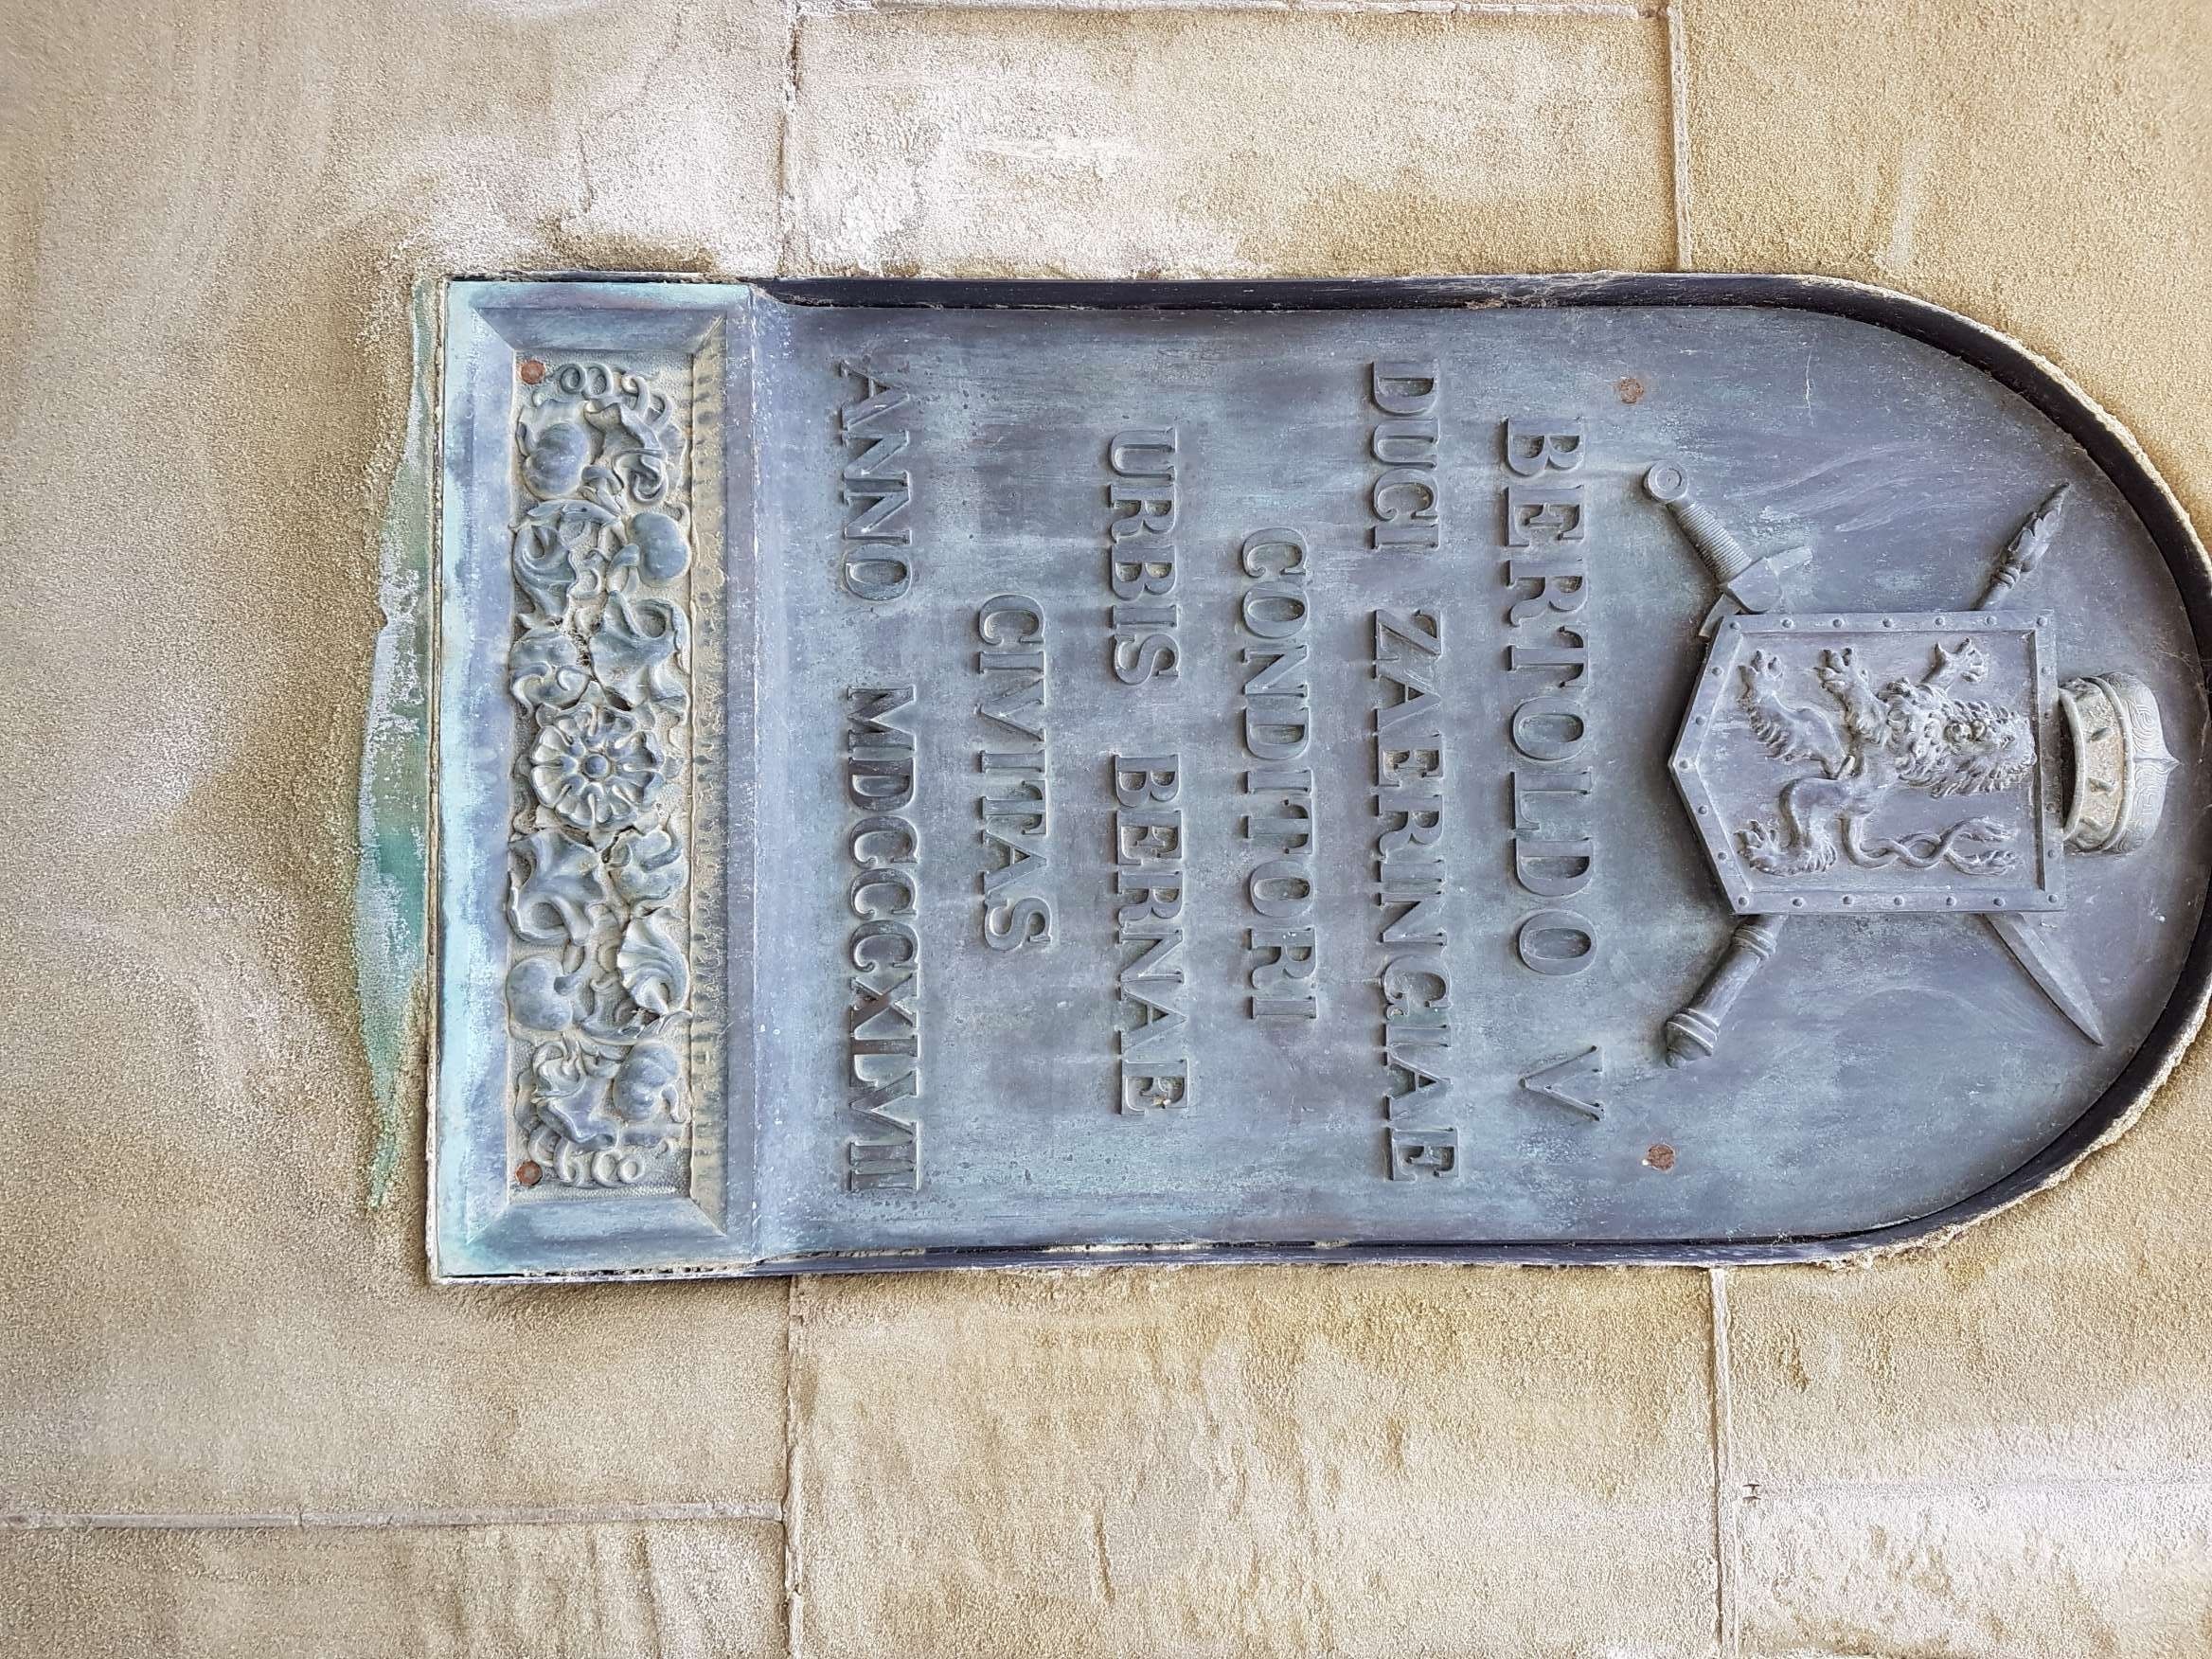 BERTOLDO V
DUCI ZAERINGIAE
CONDITORI
URBIS BERNAE
CIVITAS
ANNO MDCCCXLVII